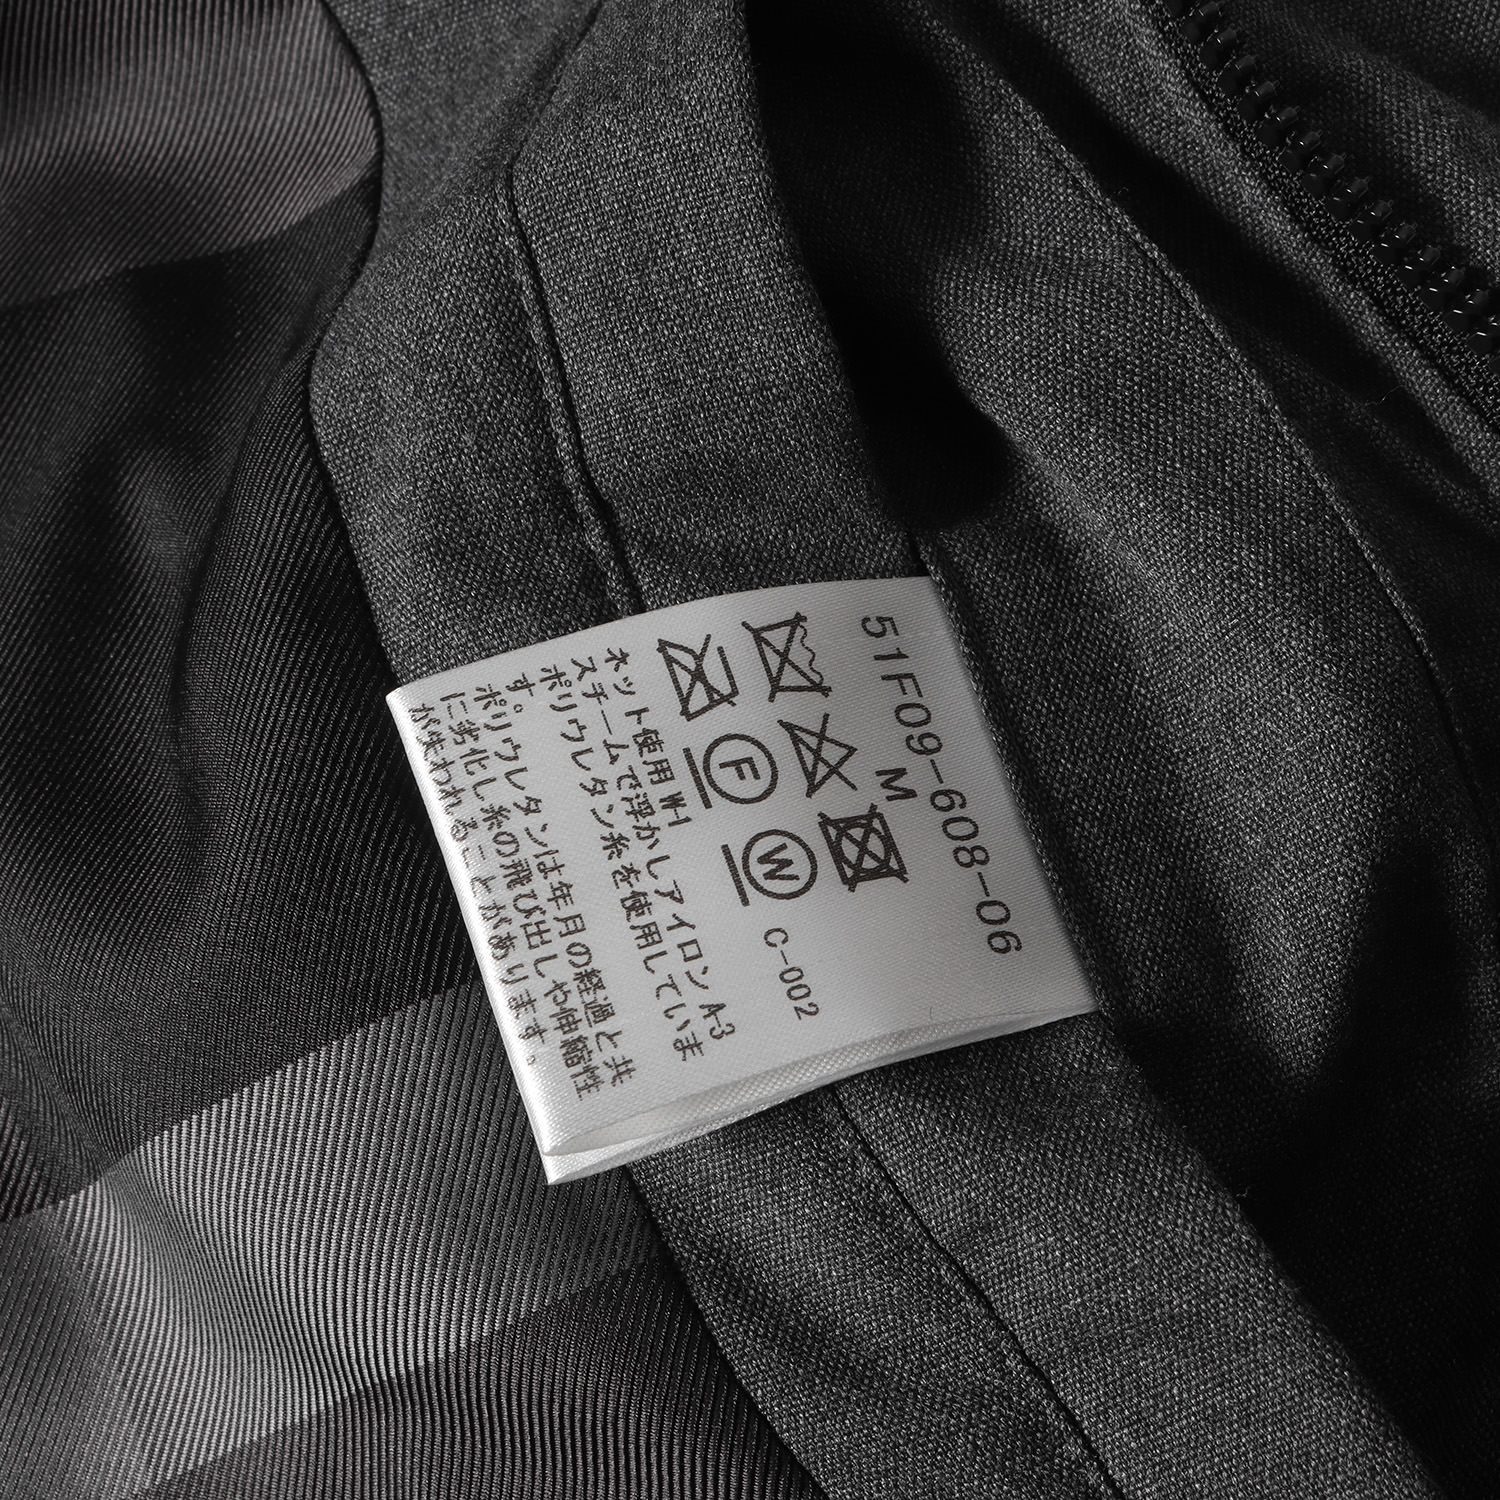 51F09-608-06
M
F
W
C-002
ネット使用 W-1
スチームで浮かしアイロン A-3
ポリウレタン糸を使用していま
す。
ポリウレタンは年月の経過と共
に劣化し糸の飛び出しや伸縮性
が失われることがあります。